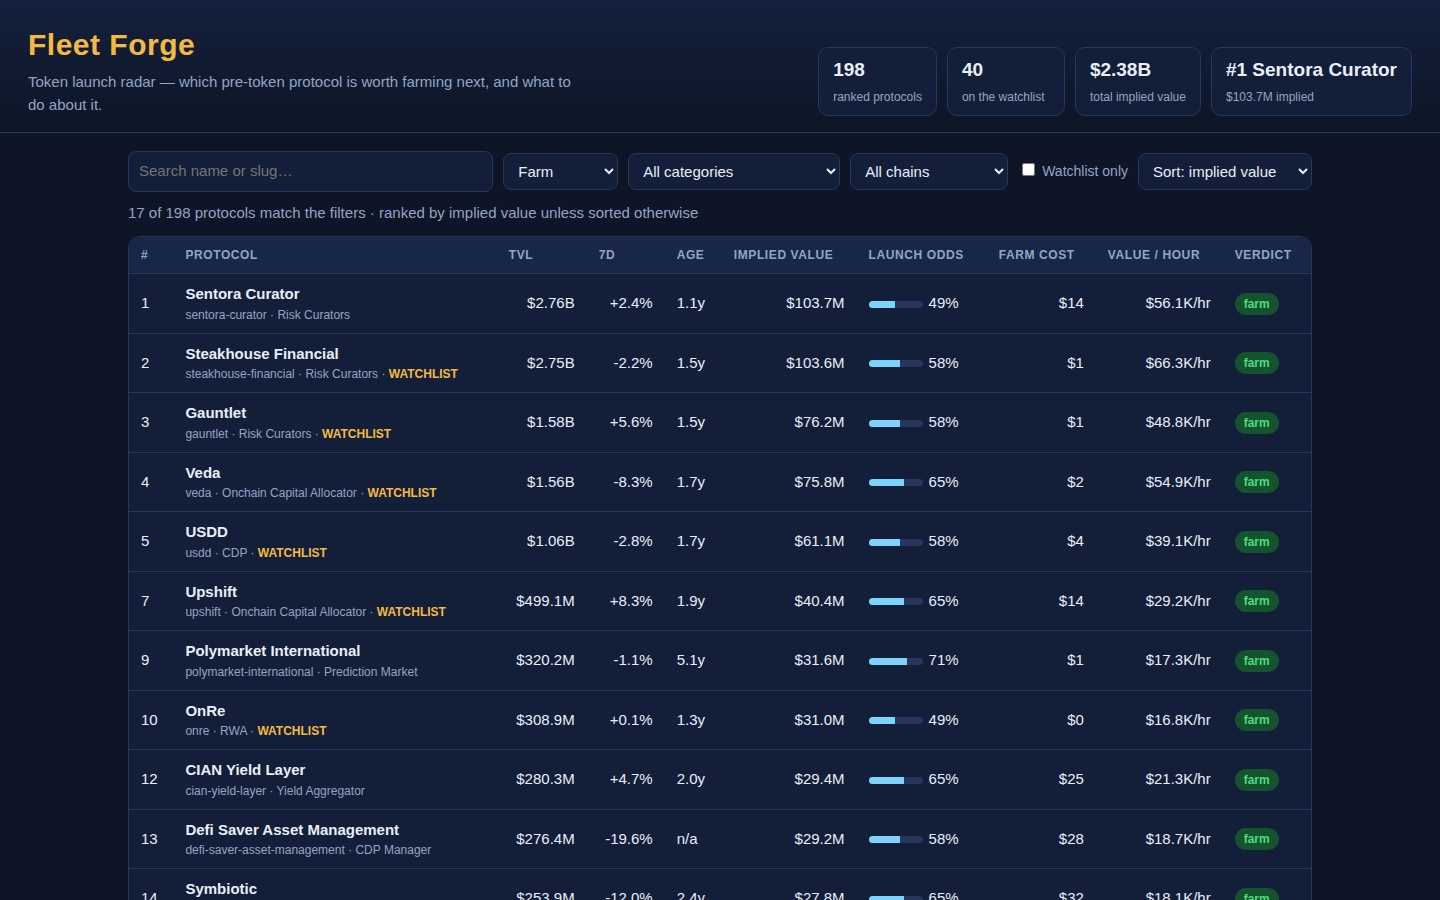 Fleet Forge
Token launch radar — which pre-token protocol is worth farming next, and what to
do about it.
198
ranked protocols
40
on the watchlist
$2.38B
total implied value
#1 Sentora Curator
$103.7M implied
Search name or slug…
Farm
All categories
All chains
Watchlist only
Sort: implied value
17 of 198 protocols match the filters · ranked by implied value unless sorted otherwise
# PROTOCOL TVL 7D AGE IMPLIED VALUE LAUNCH ODDS FARM COST VALUE / HOUR VERDICT
1 Sentora Curator $2.76B +2.4% 1.1y $103.7M 49% $14 $56.1K/hr farm
sentora-curator · Risk Curators
2 Steakhouse Financial $2.75B -2.2% 1.5y $103.6M 58% $1 $66.3K/hr farm
steakhouse-financial · Risk Curators · WATCHLIST
3 Gauntlet $1.58B +5.6% 1.5y $76.2M 58% $1 $48.8K/hr farm
gauntlet · Risk Curators · WATCHLIST
4 Veda $1.56B -8.3% 1.7y $75.8M 65% $2 $54.9K/hr farm
veda · Onchain Capital Allocator · WATCHLIST
5 USDD $1.06B -2.8% 1.7y $61.1M 58% $4 $39.1K/hr farm
usdd · CDP · WATCHLIST
7 Upshift $499.1M +8.3% 1.9y $40.4M 65% $14 $29.2K/hr farm
upshift · Onchain Capital Allocator · WATCHLIST
9 Polymarket International $320.2M -1.1% 5.1y $31.6M 71% $1 $17.3K/hr farm
polymarket-international · Prediction Market
10 OnRe $308.9M +0.1% 1.3y $31.0M 49% $0 $16.8K/hr farm
onre · RWA · WATCHLIST
12 CIAN Yield Layer $280.3M +4.7% 2.0y $29.4M 65% $25 $21.3K/hr farm
cian-yield-layer · Yield Aggregator
13 Defi Saver Asset Management $276.4M -19.6% n/a $29.2M 58% $28 $18.7K/hr farm
defi-saver-asset-management · CDP Manager
14 Symbiotic $253.9M -12.0% 2.4y $27.8M 65% $32 $18.1K/hr farm